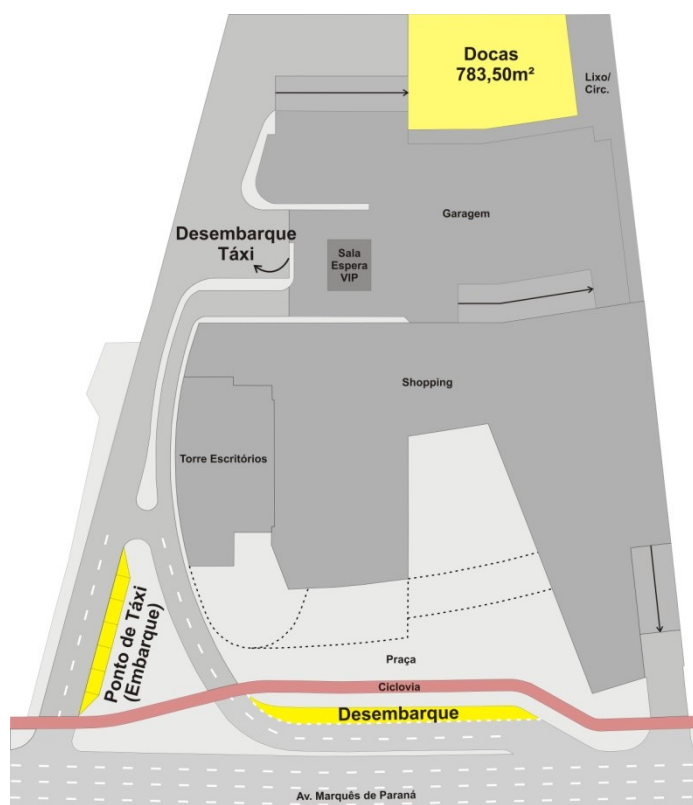 Docas
783,50m²
Lixo/
Circ.
Garagem
Desembarque
Táxi
Sala
Espera
VIP
Shopping
Torre Escritórios
Ponto de Táxi
(Embarque)
Praça
Ciclovia
Desembarque
Av. Marquês de Paraná